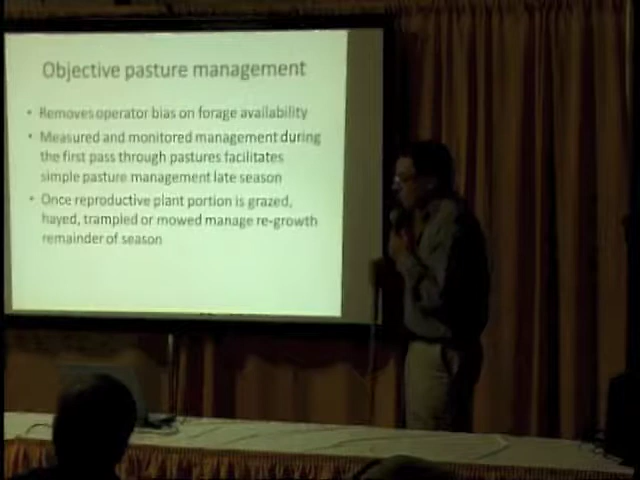 Objective pasture management
• Removes operator bias on forage availability
• Measured and monitored management during
the first pass through pastures facilitates
simple pasture management late season
• Once reproductive plant portion is grazed,
hayed, trampled or mowed manage re-growth
remainder of season